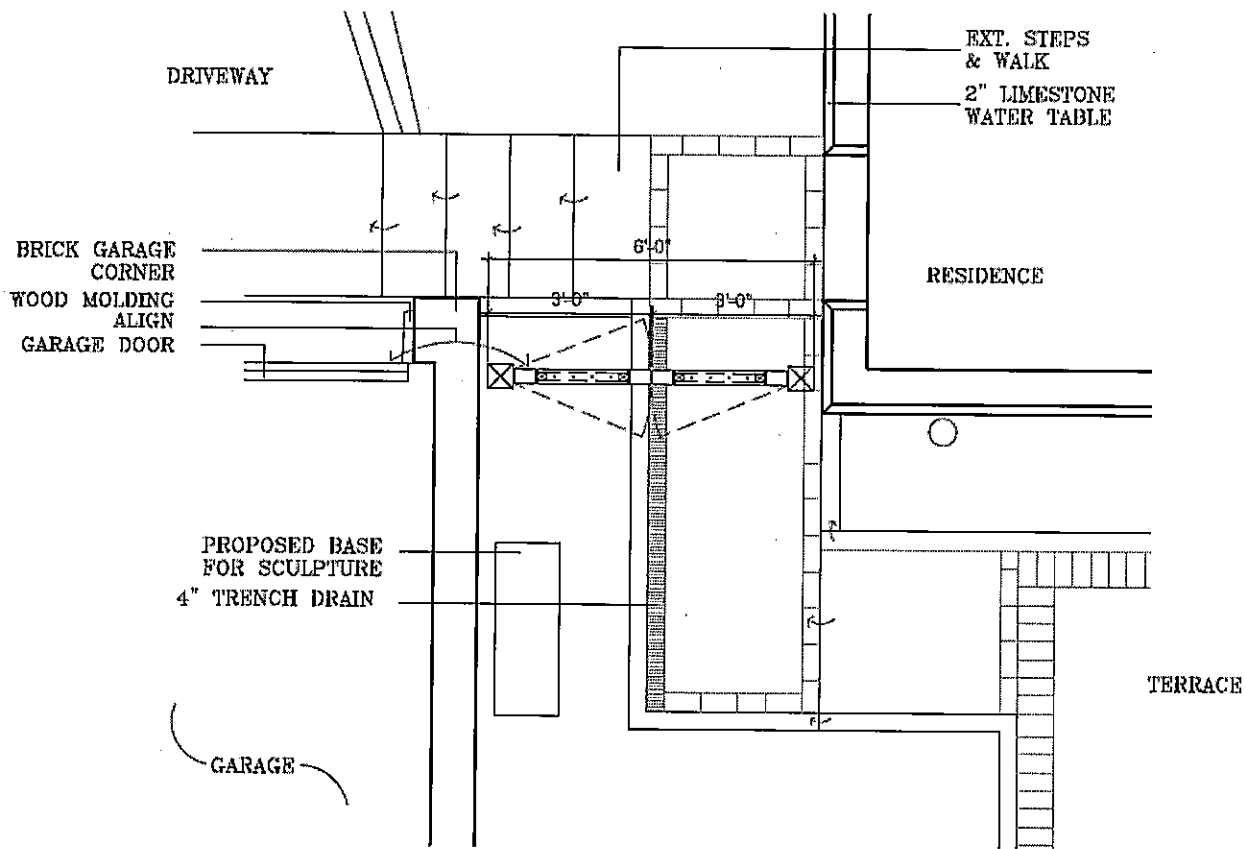 EXT. STEPS
& WALK
DRIVEWAY
2" LIMESTONE
WATER TABLE
BRICK GARAGE
CORNER
6'-0"
RESIDENCE
WOOD MOLDING
ALIGN
3'-0"
3'-0"
GARAGE DOOR
PROPOSED BASE
FOR SCULPTURE
4" TRENCH DRAIN
TERRACE
GARAGE